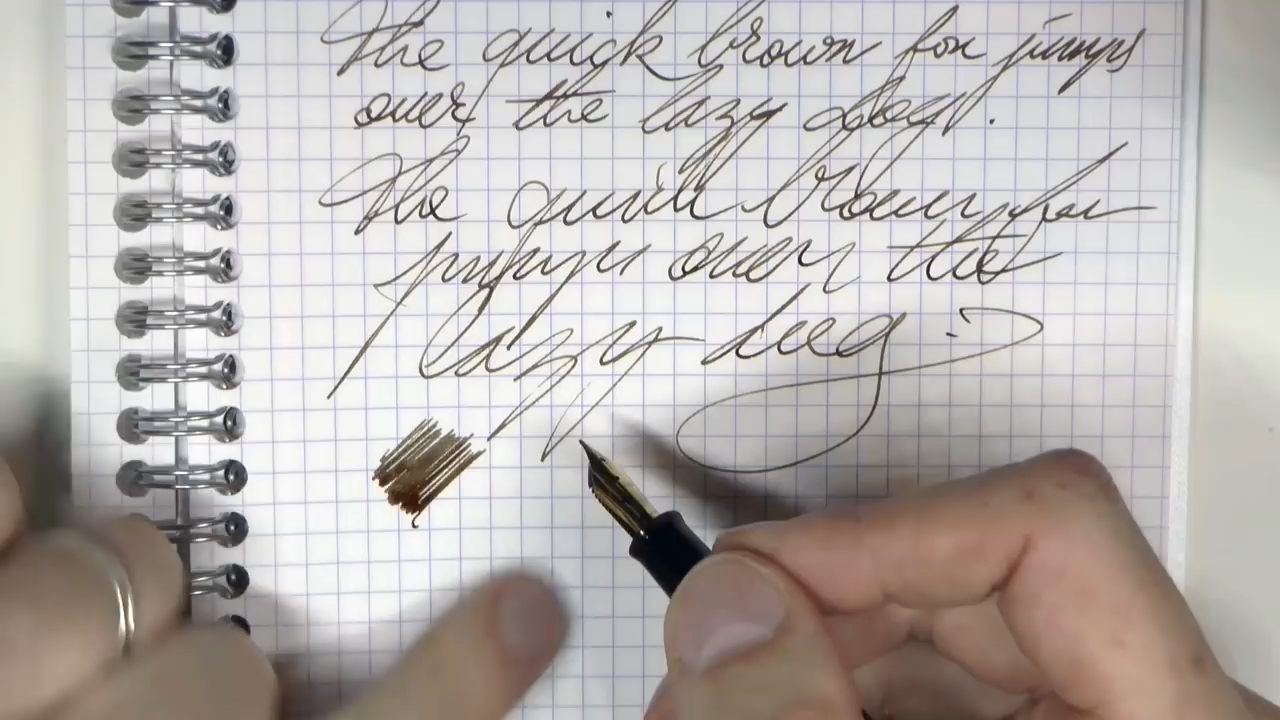 The quick brown fox jumps
over the lazy dog.
The quick brown fox
jumps over the
lazy dog :)